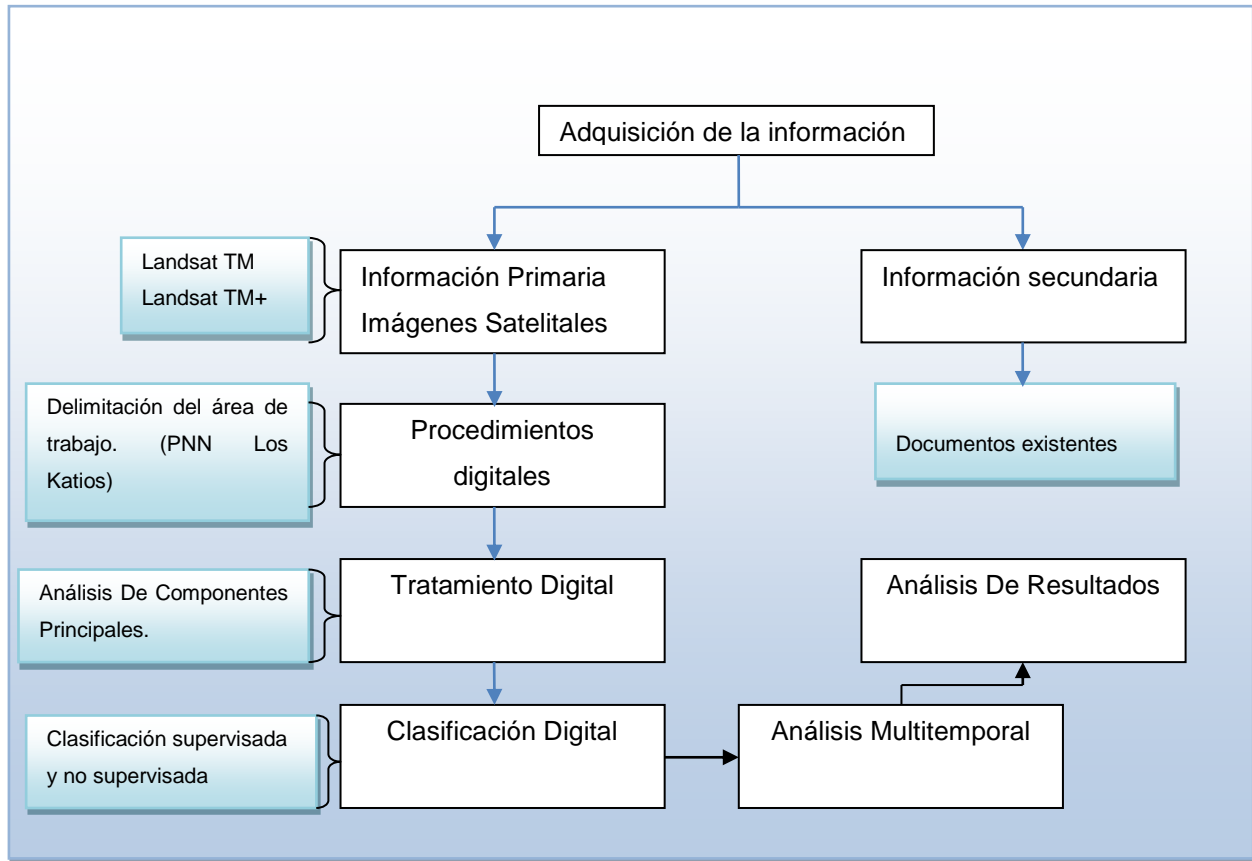 Adquisición de la información
Landsat TM
Landsat TM+
Información Primaria
Imágenes Satelitales
Información secundaria
Delimitación del área de
trabajo. (PNN Los
Katios)
Procedimientos
digitales
Documentos existentes
Análisis De Componentes
Principales.
Tratamiento Digital
Análisis De Resultados
Clasificación supervisada
y no supervisada
Clasificación Digital
Análisis Multitemporal